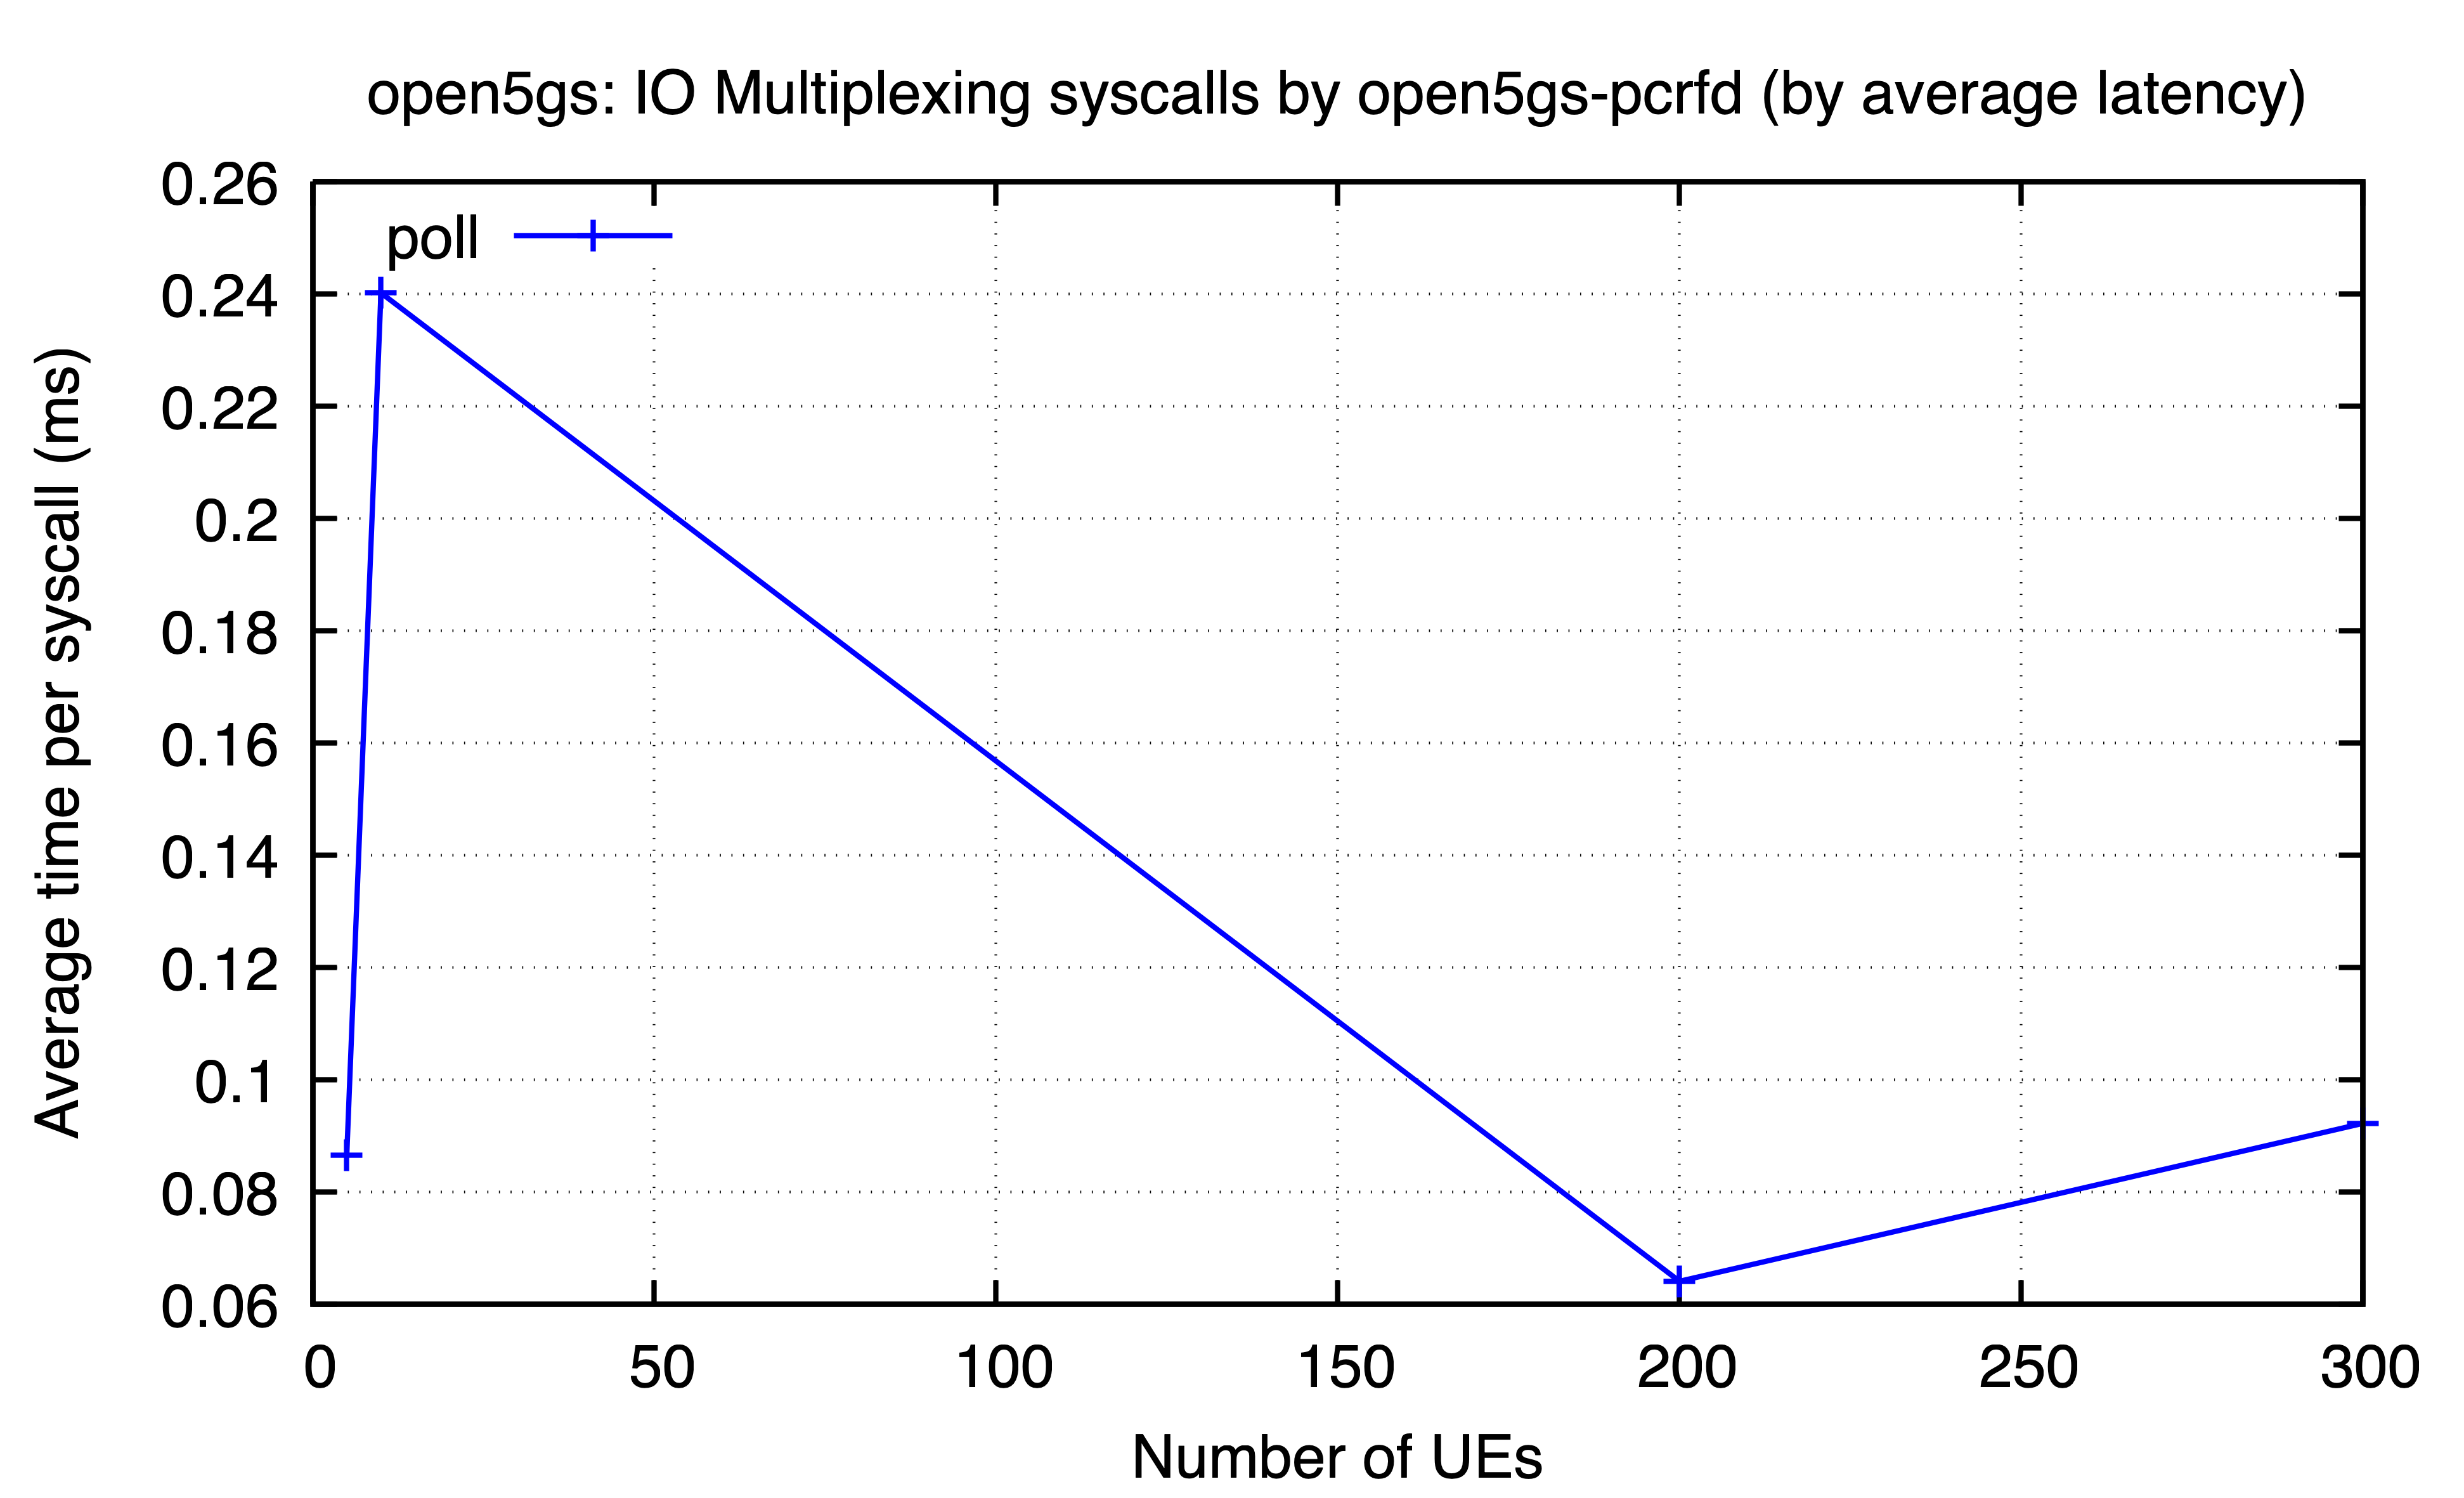 open5gs: IO Multiplexing syscalls by open5gs-pcrfd (by average latency)
0.26
poll
0.24
0.22
0.2
0.18
0.16
0.14
0.12
0.1
0.08
0.06
Average time per syscall (ms)
0 50 100 150 200 250 300
Number of UEs